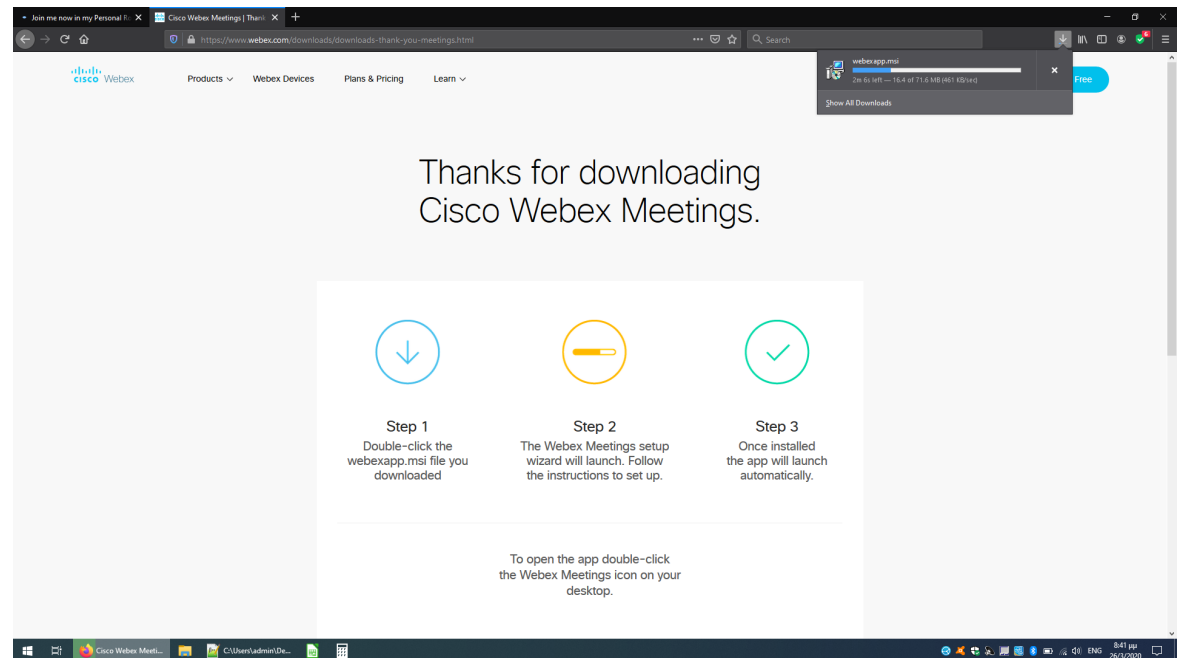 Join me now in my Personal Ro
Cisco Webex Meetings | Thank
https://www.webex.com/downloads/downloads-thank-you-meetings.html
Search
6
webexapp.msi
2m 6s left — 16.4 of 71.6 MB (461 KB/sec)
Show All Downloads
cisco Webex
Products
Webex Devices
Plans & Pricing
Learn
Free
Thanks for downloading
Cisco Webex Meetings.
Step 1
Double-click the
webexapp.msi file you
downloaded
Step 2
The Webex Meetings setup
wizard will launch. Follow
the instructions to set up.
Step 3
Once installed
the app will launch
automatically.
To open the app double-click
the Webex Meetings icon on your
desktop.
Cisco Webex Meeti...
C:\Users\admin\De...
ENG
8:41 μμ
26/3/2020